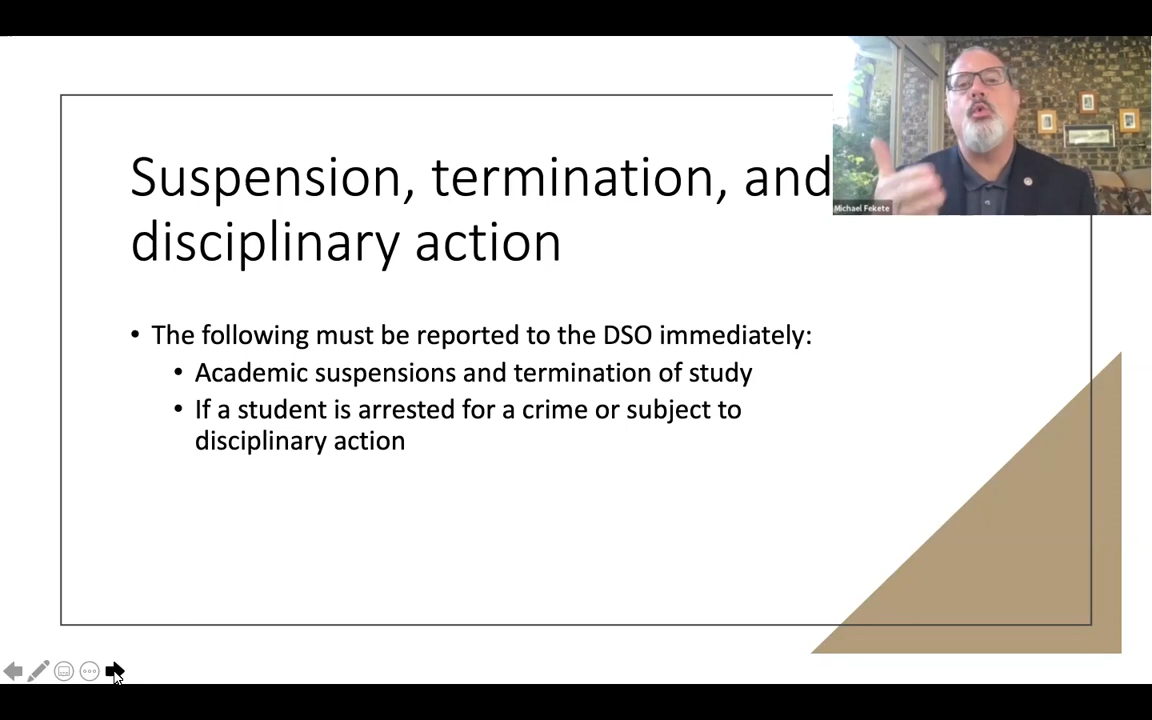 Suspension, termination, and
disciplinary action
Michael Fekete
• The following must be reported to the DSO immediately:
• Academic suspensions and termination of study
• If a student is arrested for a crime or subject to
disciplinary action